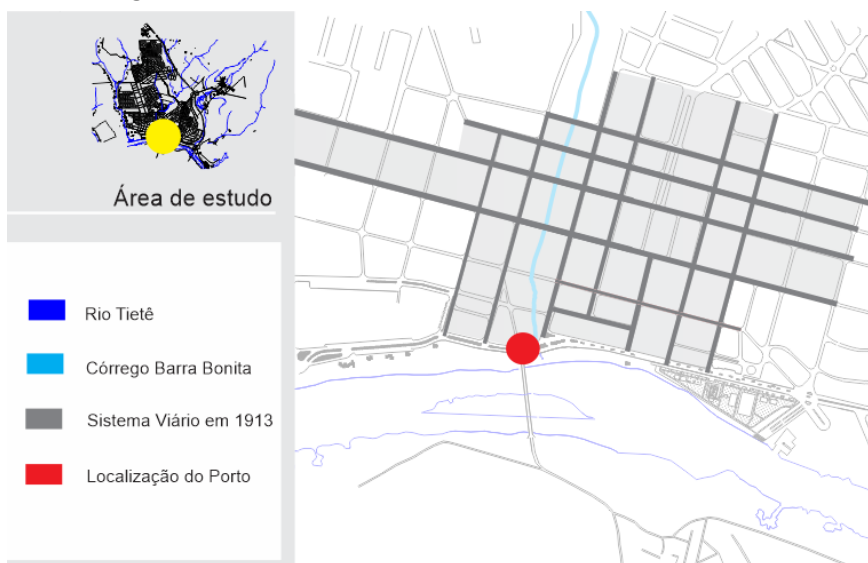 Área de estudo
Rio Tietê
Córrego Barra Bonita
Sistema Viário em 1913
Localização do Porto